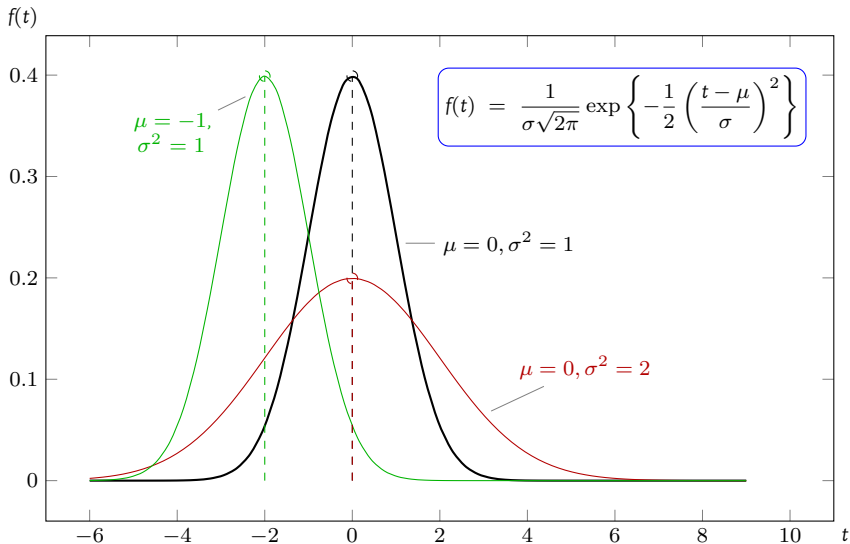 f(t)
0.4
0.3
0.2
0.1
0
−6 −4 −2 0 2 4 6 8 10 t
μ = −1,
σ² = 1
f(t) = 1/(σ√2π) exp{−1/2 ((t − μ)/σ)²}
μ = 0, σ² = 1
μ = 0, σ² = 2